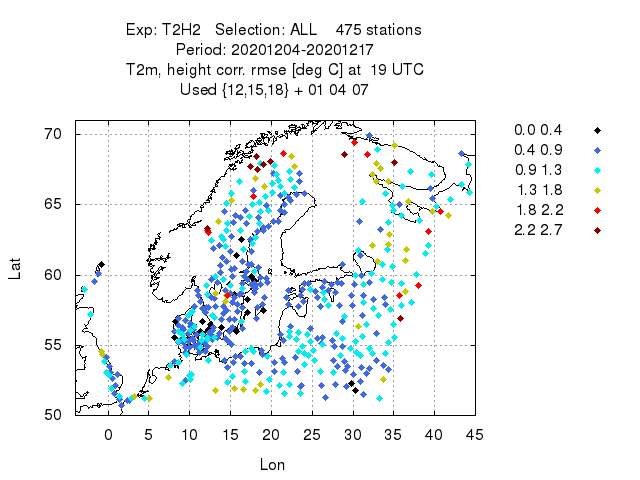 Exp: T2H2 Selection: ALL 475 stations
Period: 20201204-20201217
T2m, height corr. rmse [deg C] at 19 UTC
Used {12,15,18} + 01 04 07
0.0 0.4
0.4 0.9
0.9 1.3
1.3 1.8
1.8 2.2
2.2 2.7
70
65
60
55
50
Lat
0 5 10 15 20 25 30 35 40 45
Lon